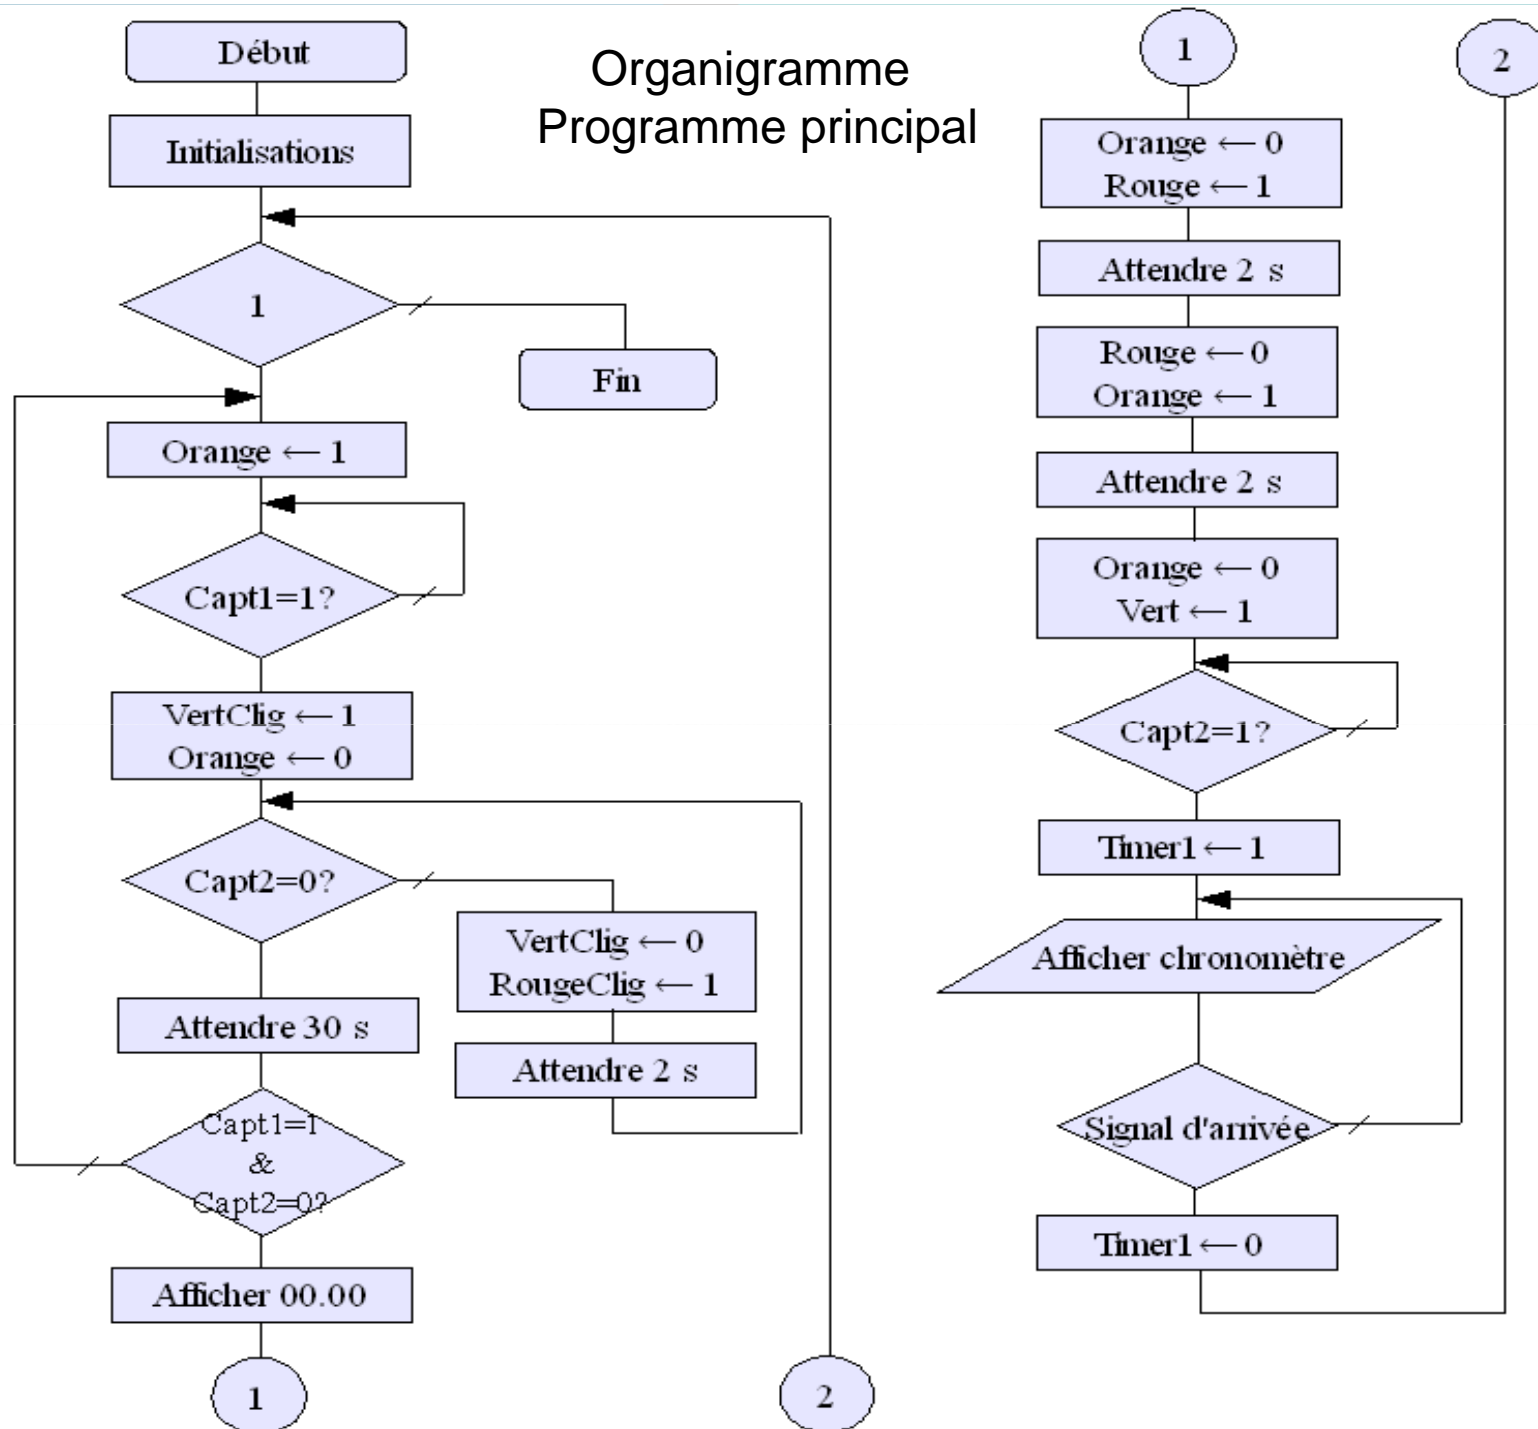 Organigramme
Programme principal
Début
Initialisations
1
Fin
Orange ← 1
Capt1=1?
VertClig ← 1
Orange ← 0
Capt2=0?
VertClig ← 0
RougeClig ← 1
Attendre 2 s
Attendre 30 s
Capt1=1
&
Capt2=0?
Afficher 00.00
1
2
1
2
Orange ← 0
Rouge ← 1
Attendre 2 s
Rouge ← 0
Orange ← 1
Attendre 2 s
Orange ← 0
Vert ← 1
Capt2=1?
Timer1 ← 1
Afficher chronomètre
Signal d'arrivée
Timer1 ← 0